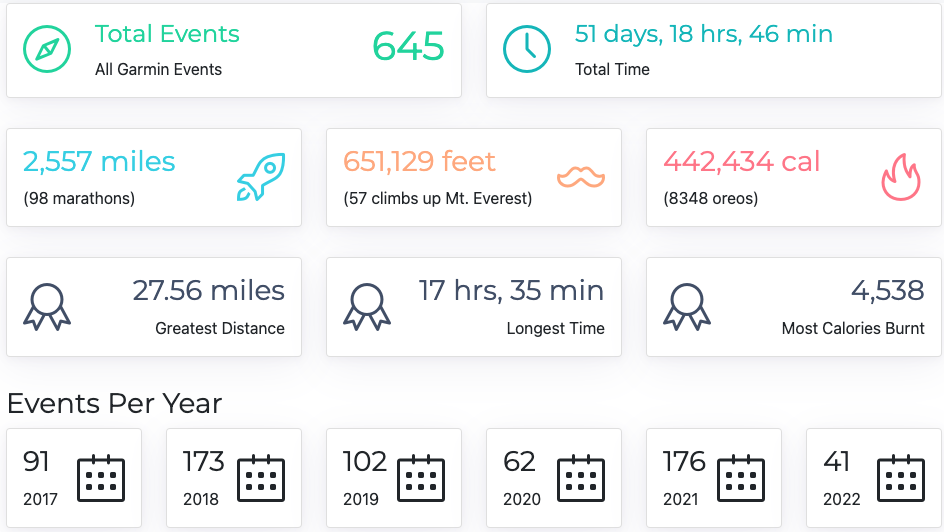 Total Events
All Garmin Events
645
51 days, 18 hrs, 46 min
Total Time
2,557 miles
(98 marathons)
651,129 feet
(57 climbs up Mt. Everest)
442,434 cal
(8348 oreos)
27.56 miles
Greatest Distance
17 hrs, 35 min
Longest Time
4,538
Most Calories Burnt
Events Per Year
91
2017
173
2018
102
2019
62
2020
176
2021
41
2022